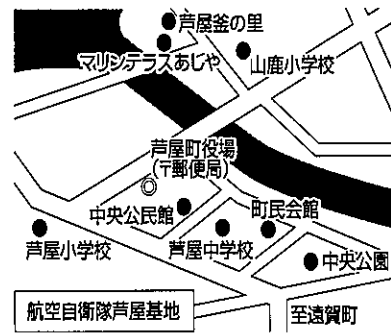 芦屋釜の里
マリンテラスあしや
山鹿小学校
芦屋町役場
(〒郵便局)
中央公民館
町民会館
芦屋小学校
芦屋中学校
中央公園
航空自衛隊芦屋基地
至遠賀町